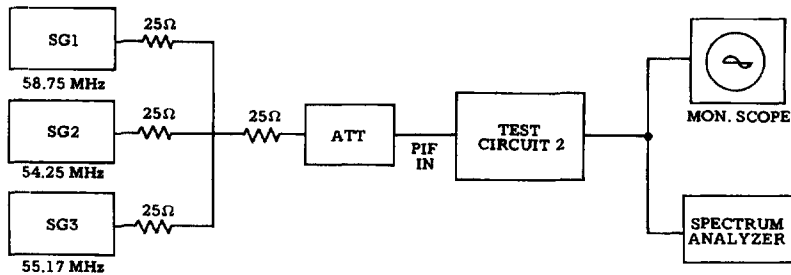 SG1
25Ω
58.75 MHz
SG2
25Ω
54.25 MHz
SG3
25Ω
55.17 MHz
25Ω
ATT
PIF
IN
TEST
CIRCUIT 2
MON. SCOPE
SPECTRUM
ANALYZER